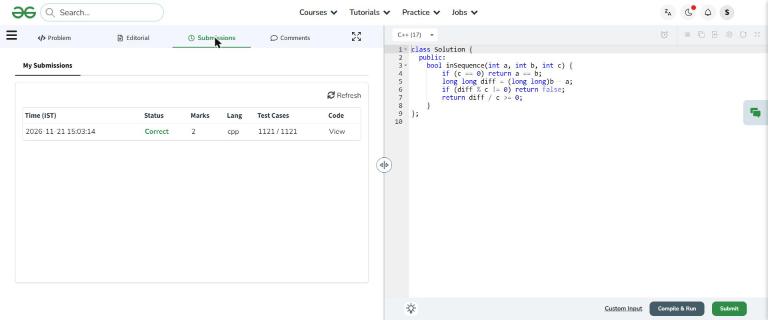 Search...
Courses Tutorials Practice Jobs
S
</> Problem Editorial Submissions Comments
My Submissions
Refresh
Time (IST) Status Marks Lang Test Cases Code
2026-11-21 15:03:14 Correct 2 cpp 1121 / 1121 View
C++ (17)
1 class Solution {
2 public:
3 bool inSequence(int a, int b, int c) {
4 if (c == 0) return a == b;
5 long long diff = (long long)b - a;
6 if (diff % c != 0) return false;
7 return diff / c >= 0;
8 }
9 };
10
Custom Input Compile & Run Submit